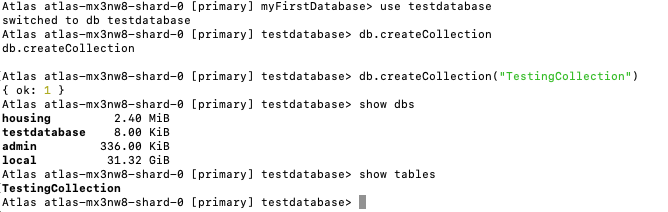 Atlas atlas-mx3nw8-shard-0 [primary] myFirstDatabase> use testdatabase
switched to db testdatabase
Atlas atlas-mx3nw8-shard-0 [primary] testdatabase> db.createCollection
db.createCollection
[Atlas atlas-mx3nw8-shard-0 [primary] testdatabase> db.createCollection("TestingCollection")
{ ok: 1 }
Atlas atlas-mx3nw8-shard-0 [primary] testdatabase> show dbs
housing 2.40 MiB
testdatabase 8.00 KiB
admin 336.00 KiB
local 31.32 GiB
Atlas atlas-mx3nw8-shard-0 [primary] testdatabase> show tables
TestingCollection
Atlas atlas-mx3nw8-shard-0 [primary] testdatabase>